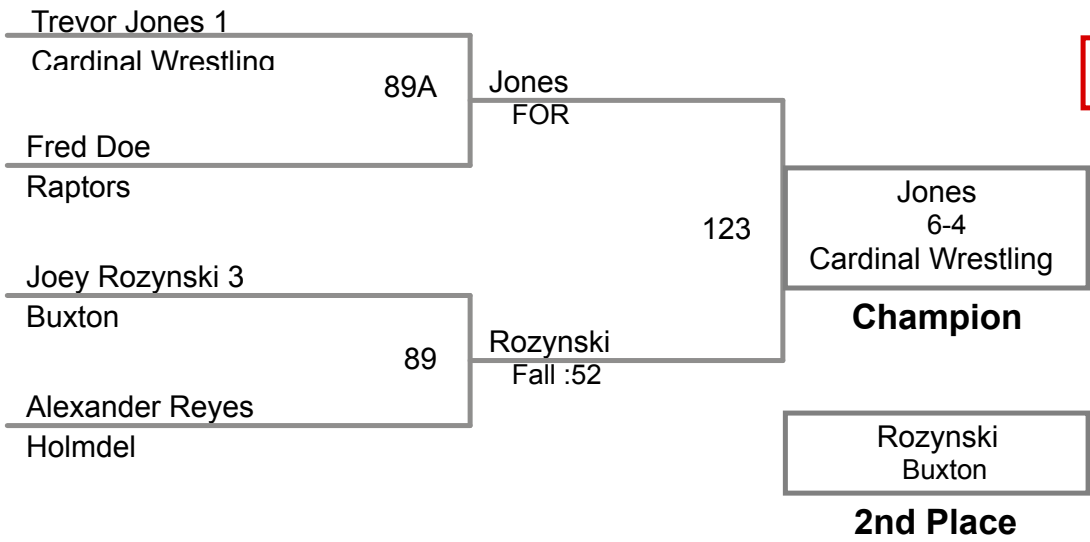 Trevor Jones 1
Cardinal Wrestling
89A
Jones
FOR
Fred Doe
Raptors
123
Jones
6-4
Cardinal Wrestling
Champion
Joey Rozynski 3
Buxton
89
Rozynski
Fall :52
Alexander Reyes
Holmdel
Rozynski
Buxton
2nd Place